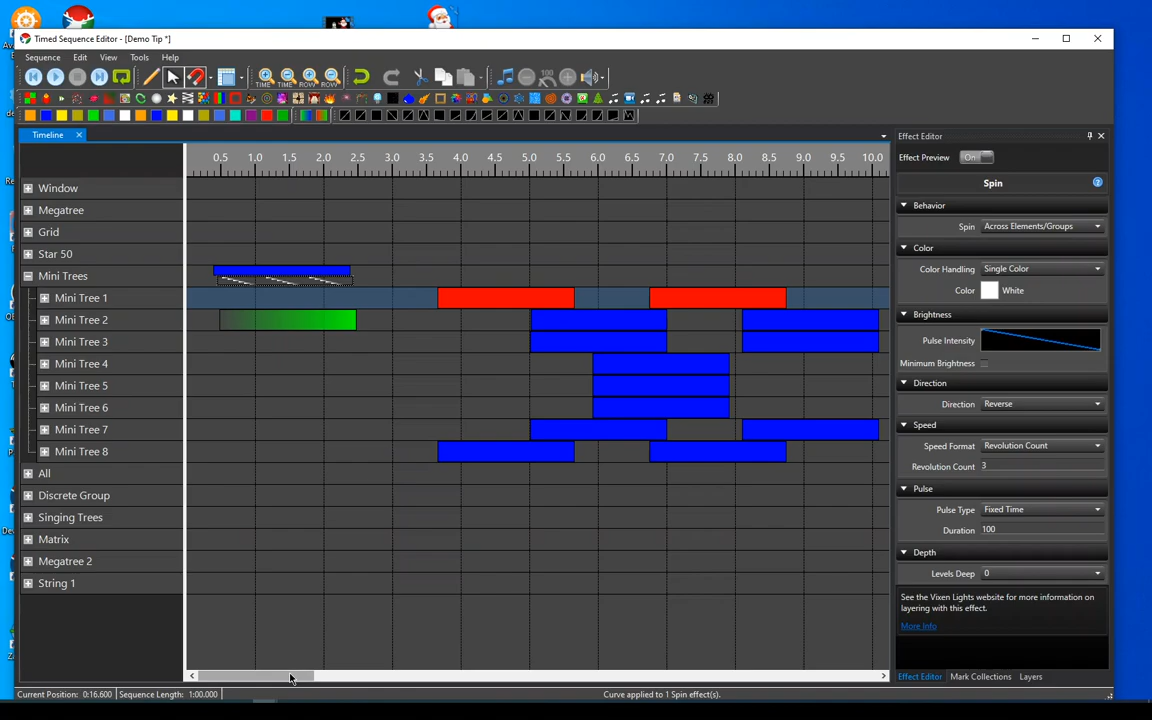 Timed Sequence Editor - [Demo Tip *]
Sequence Edit View Tools Help
TIME TIME ROW ROW 100
Timeline
Effect Editor
0.5 1.0 1.5 2.0 2.5 3.0 3.5 4.0 4.5 5.0 5.5 6.0 6.5 7.0 7.5 8.0 8.5 9.0 9.5 10.0
Effect Preview On
Spin
Window
Megatree
Grid
Star 50
Mini Trees
Mini Tree 1
Mini Tree 2
Mini Tree 3
Mini Tree 4
Mini Tree 5
Mini Tree 6
Mini Tree 7
Mini Tree 8
All
Discrete Group
Singing Trees
Matrix
Megatree 2
String 1
Behavior
Spin Across Elements/Groups
Color
Color Handling Single Color
Color White
Brightness
Pulse Intensity
Minimum Brightness
Direction
Direction Reverse
Speed
Speed Format Revolution Count
Revolution Count 3
Pulse
Pulse Type Fixed Time
Duration 100
Depth
Levels Deep 0
See the Vixen Lights website for more information on
layering with this effect.
More Info
Effect Editor Mark Collections Layers
Current Position: 0:16.600 Sequence Length: 1:00.000 Curve applied to 1 Spin effect(s).